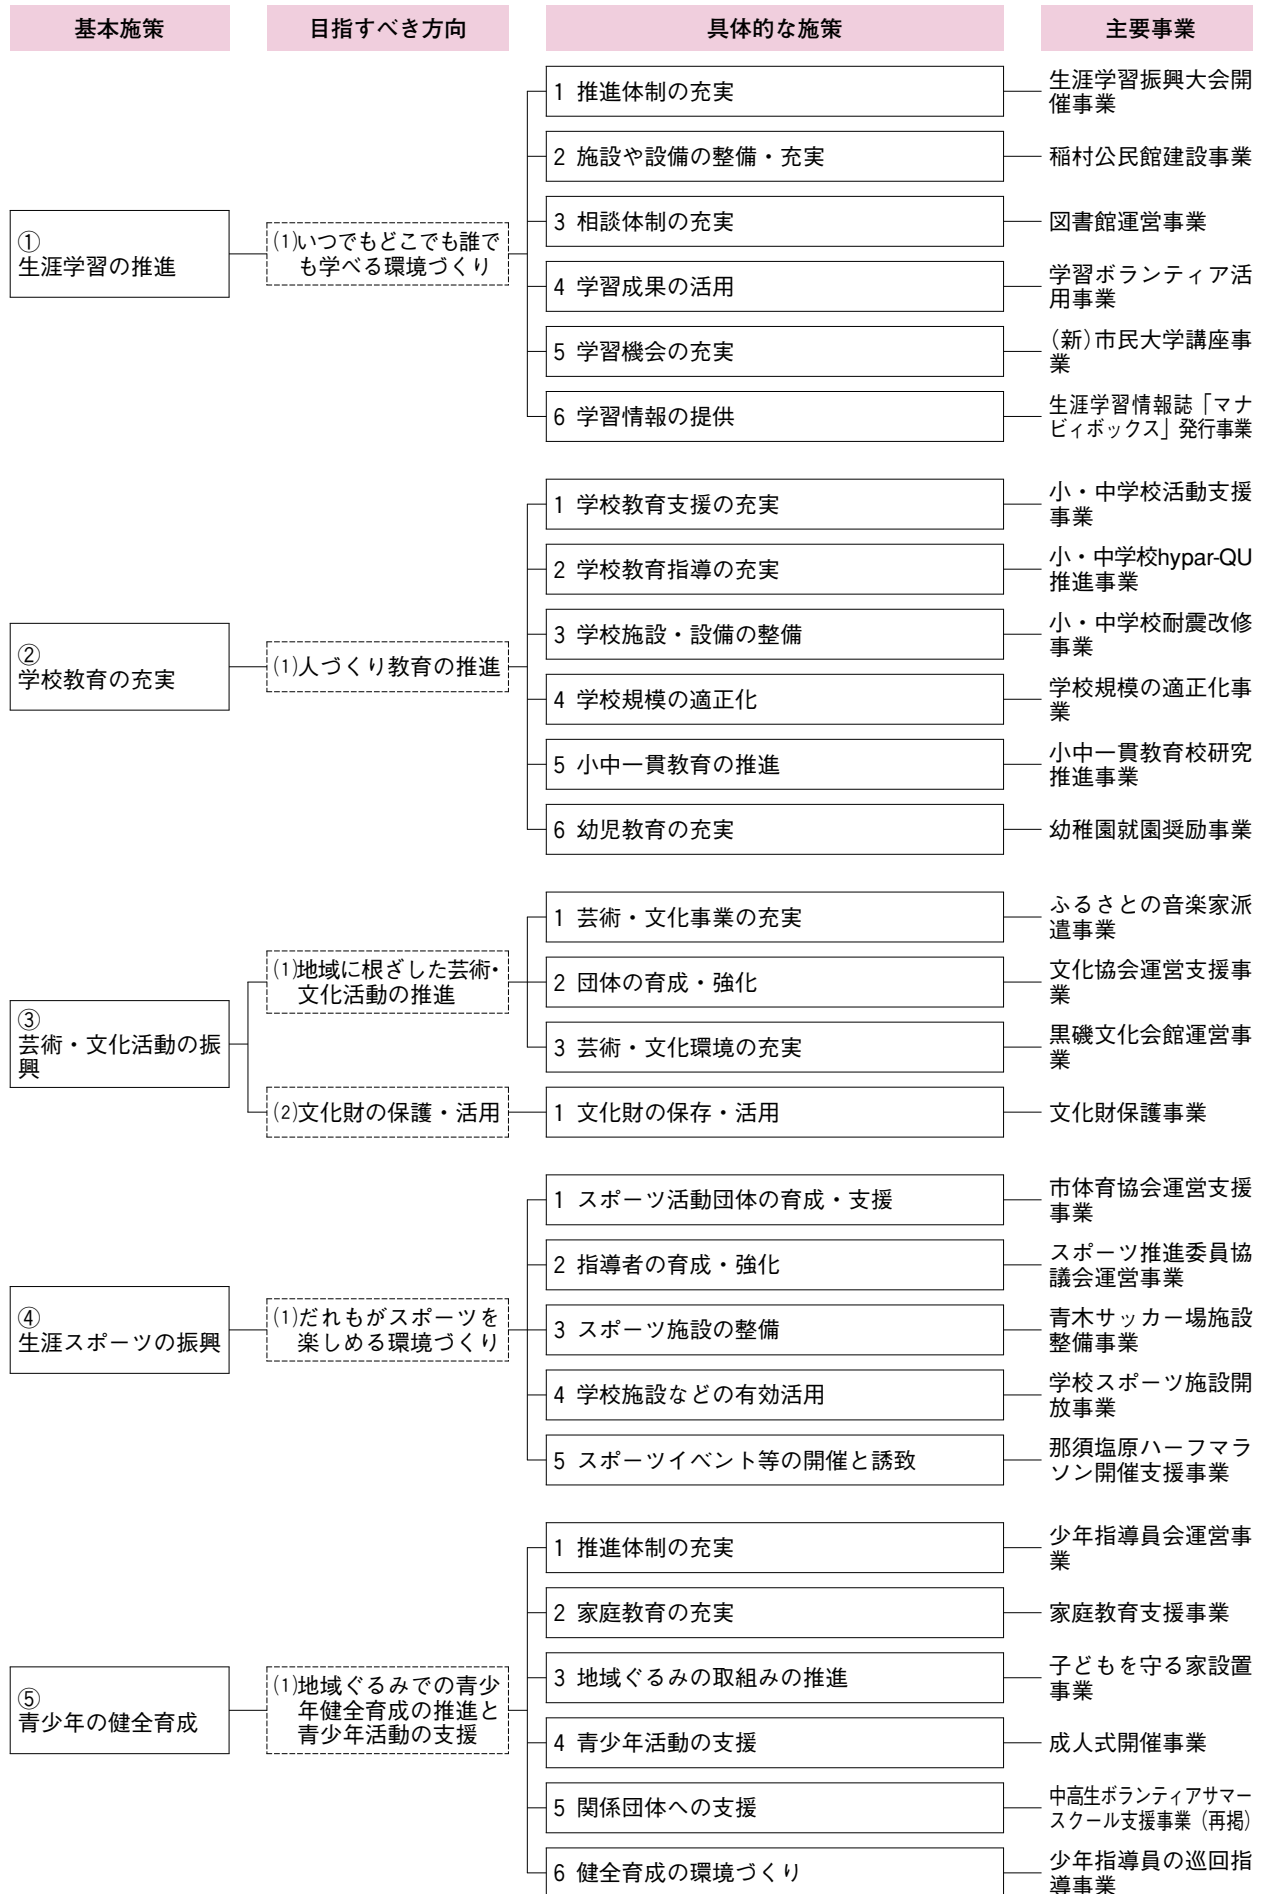 基本施策
目指すべき方向
具体的な施策
主要事業
①
生涯学習の推進
⑴いつでもどこでも誰で
も学べる環境づくり
1 推進体制の充実
生涯学習振興大会開
催事業
2 施設や設備の整備・充実
稲村公民館建設事業
3 相談体制の充実
図書館運営事業
4 学習成果の活用
学習ボランティア活
用事業
5 学習機会の充実
(新)市民大学講座事
業
6 学習情報の提供
生涯学習情報誌「マナ
ビィボックス」発行事業
②
学校教育の充実
⑴人づくり教育の推進
1 学校教育支援の充実
小・中学校活動支援
事業
2 学校教育指導の充実
小・中学校hypar-QU
推進事業
3 学校施設・設備の整備
小・中学校耐震改修
事業
4 学校規模の適正化
学校規模の適正化事
業
5 小中一貫教育の推進
小中一貫教育校研究
推進事業
6 幼児教育の充実
幼稚園就園奨励事業
③
芸術・文化活動の振
興
⑴地域に根ざした芸術・
文化活動の推進
1 芸術・文化事業の充実
ふるさとの音楽家派
遣事業
2 団体の育成・強化
文化協会運営支援事
業
3 芸術・文化環境の充実
黒磯文化会館運営事
業
⑵文化財の保護・活用
1 文化財の保存・活用
文化財保護事業
④
生涯スポーツの振興
⑴だれもがスポーツを
楽しめる環境づくり
1 スポーツ活動団体の育成・支援
市体育協会運営支援
事業
2 指導者の育成・強化
スポーツ推進委員協
議会運営事業
3 スポーツ施設の整備
青木サッカー場施設
整備事業
4 学校施設などの有効活用
学校スポーツ施設開
放事業
5 スポーツイベント等の開催と誘致
那須塩原ハーフマラ
ソン開催支援事業
⑤
青少年の健全育成
⑴地域ぐるみでの青少
年健全育成の推進と
青少年活動の支援
1 推進体制の充実
少年指導員会運営事
業
2 家庭教育の充実
家庭教育支援事業
3 地域ぐるみの取組みの推進
子どもを守る家設置
事業
4 青少年活動の支援
成人式開催事業
5 関係団体への支援
中高生ボランティアサマー
スクール支援事業（再掲）
6 健全育成の環境づくり
少年指導員の巡回指
導事業